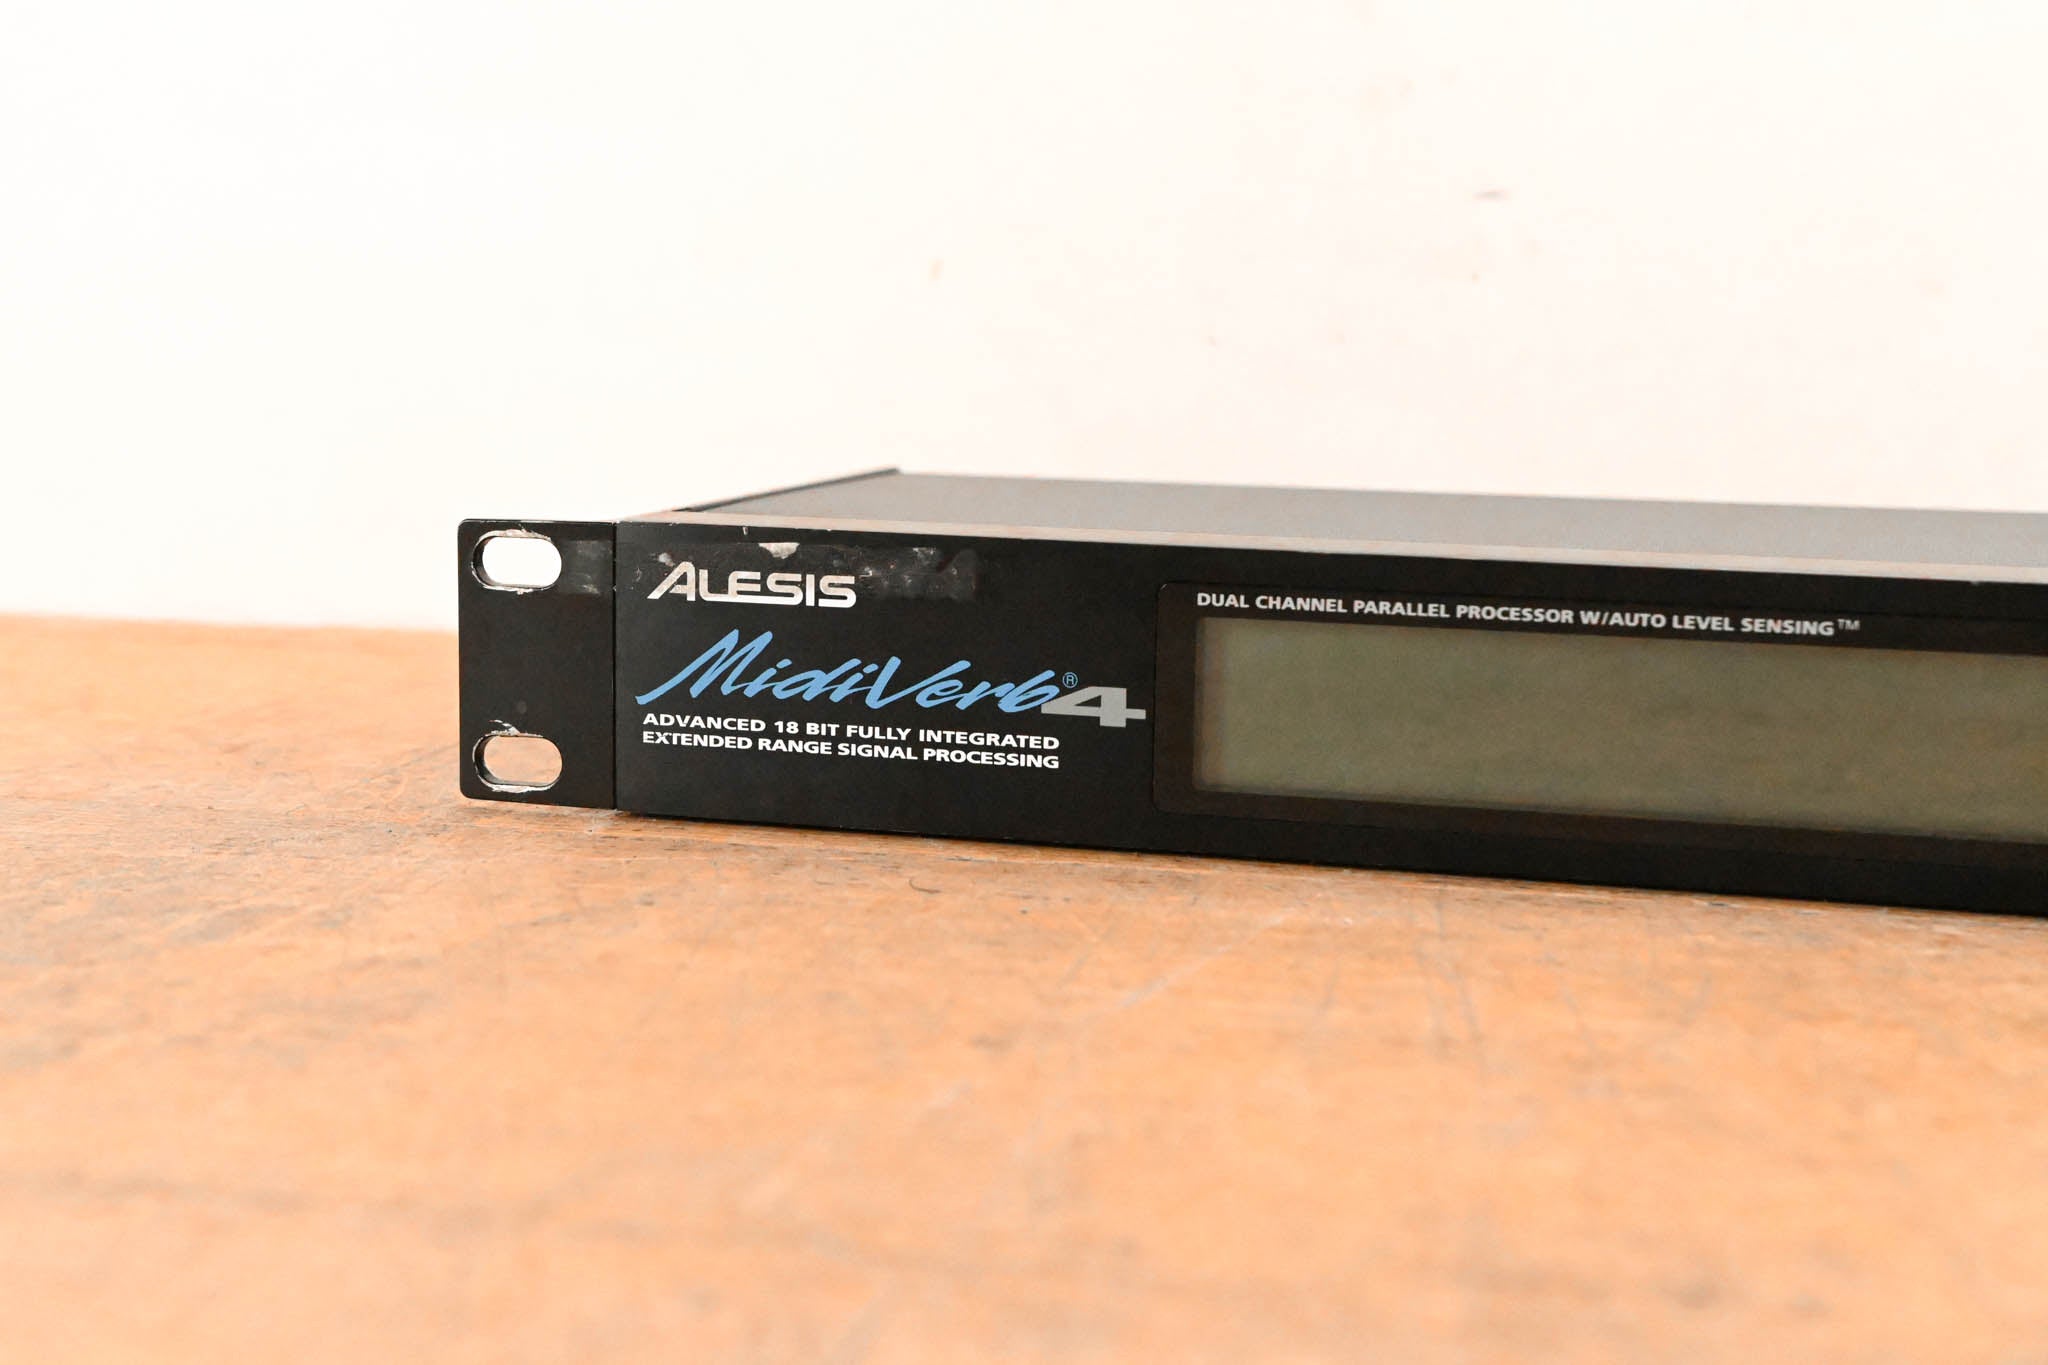 ALESIS
MidiVerb®4
ADVANCED 18 BIT FULLY INTEGRATED
EXTENDED RANGE SIGNAL PROCESSING
DUAL CHANNEL PARALLEL PROCESSOR W/AUTO LEVEL SENSING™